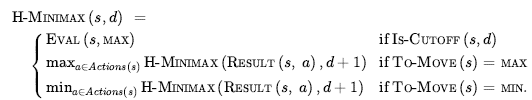 H-MINIMAX (s, d) =
EVAL (s, MAX) if IS-CUTOFF (s, d)
max_{a∈Actions(s)} H-MINIMAX (RESULT (s, a), d + 1) if TO-MOVE (s) = MAX
min_{a∈Actions(s)} H-MINIMAX (RESULT (s, a), d + 1) if TO-MOVE (s) = MIN.